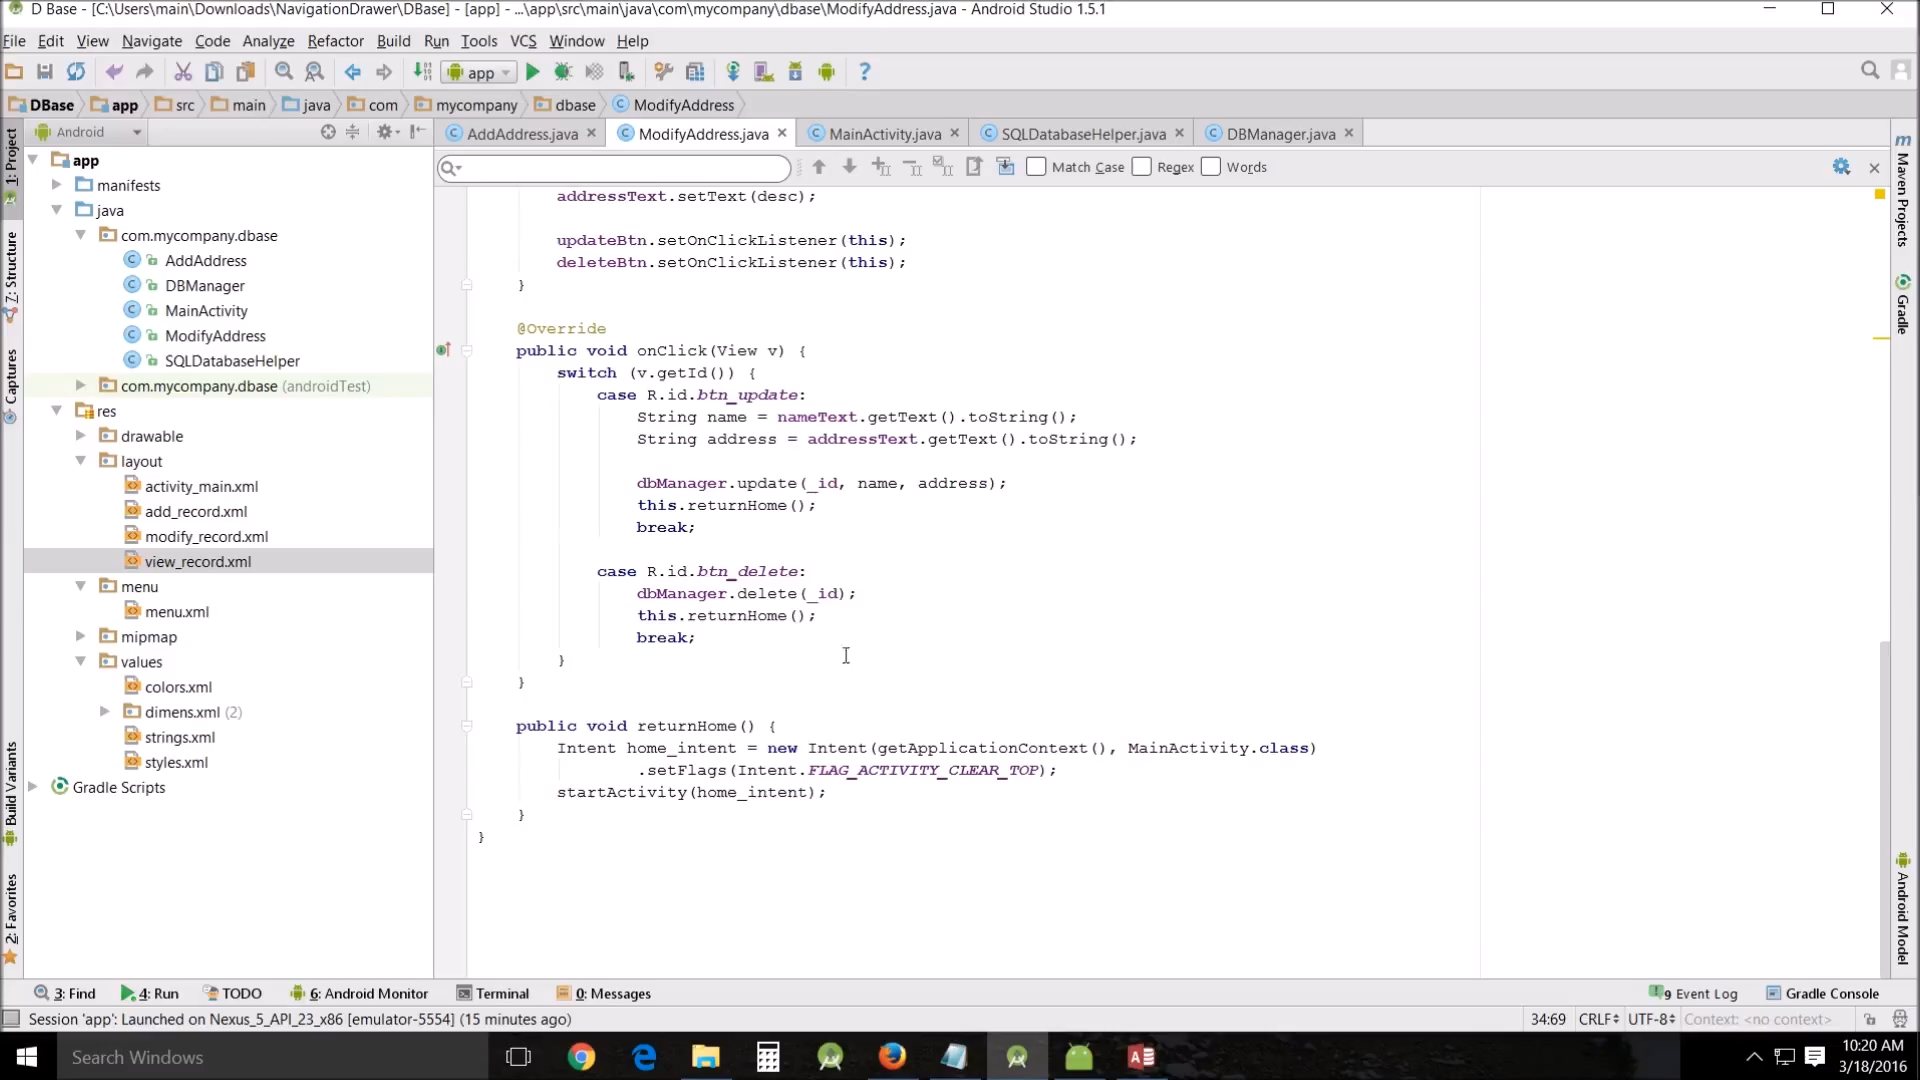 D Base - [C:\Users\main\Downloads\NavigationDrawer\DBase] - [app] - ...\app\src\main\java\com\mycompany\dbase\ModifyAddress.java - Android Studio 1.5.1
File Edit View Navigate Code Analyze Refactor Build Run Tools VCS Window Help
app
DBase app src main java com mycompany dbase ModifyAddress
Android
AddAddress.java ModifyAddress.java MainActivity.java SQLDatabaseHelper.java DBManager.java
Match Case Regex Words
1: Project
7: Structure
Captures
Build Variants
2: Favorites
app
manifests
java
com.mycompany.dbase
AddAddress
DBManager
MainActivity
ModifyAddress
SQLDatabaseHelper
com.mycompany.dbase (androidTest)
res
drawable
layout
activity_main.xml
add_record.xml
modify_record.xml
view_record.xml
menu
menu.xml
mipmap
values
colors.xml
dimens.xml (2)
strings.xml
styles.xml
Gradle Scripts
addressText.setText(desc);
updateBtn.setOnClickListener(this);
deleteBtn.setOnClickListener(this);
}
@Override
public void onClick(View v) {
switch (v.getId()) {
case R.id.btn_update:
String name = nameText.getText().toString();
String address = addressText.getText().toString();
dbManager.update(_id, name, address);
this.returnHome();
break;
case R.id.btn_delete:
dbManager.delete(_id);
this.returnHome();
break;
}
}
public void returnHome() {
Intent home_intent = new Intent(getApplicationContext(), MainActivity.class)
.setFlags(Intent.FLAG_ACTIVITY_CLEAR_TOP);
startActivity(home_intent);
}
}
m
Maven Projects
Gradle
Android Model
3: Find 4: Run TODO 6: Android Monitor Terminal 0: Messages 9 Event Log Gradle Console
Session 'app': Launched on Nexus_5_API_23_x86 [emulator-5554] (15 minutes ago) 34:69 CRLF UTF-8 Context: <no context>
Search Windows
10:20 AM
3/18/2016